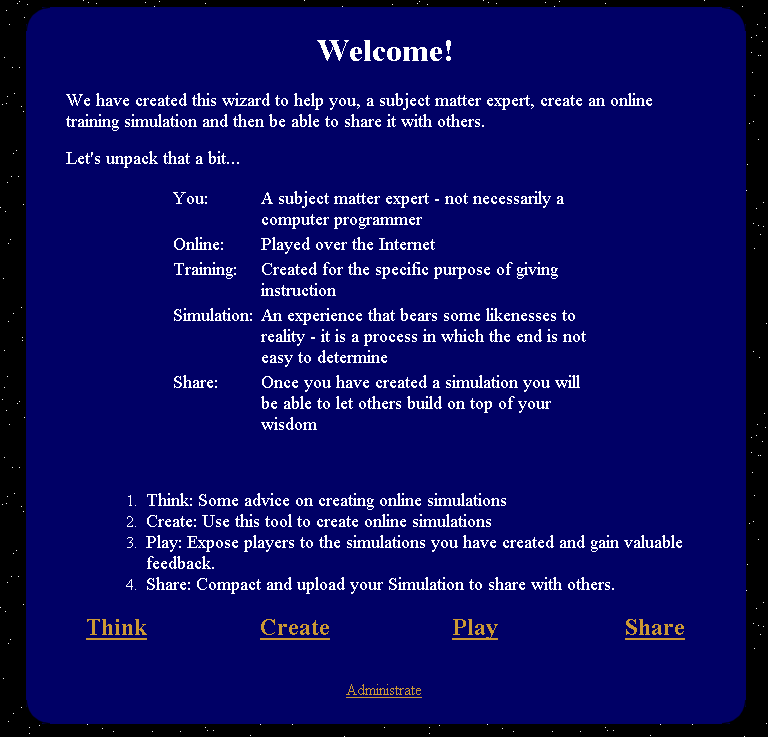 Welcome!
We have created this wizard to help you, a subject matter expert, create an online
training simulation and then be able to share it with others.
Let's unpack that a bit...
You: A subject matter expert - not necessarily a
computer programmer
Online: Played over the Internet
Training: Created for the specific purpose of giving
instruction
Simulation: An experience that bears some likenesses to
reality - it is a process in which the end is not
easy to determine
Share: Once you have created a simulation you will
be able to let others build on top of your
wisdom
1. Think: Some advice on creating online simulations
2. Create: Use this tool to create online simulations
3. Play: Expose players to the simulations you have created and gain valuable
feedback.
4. Share: Compact and upload your Simulation to share with others.
Think Create Play Share
Administrate